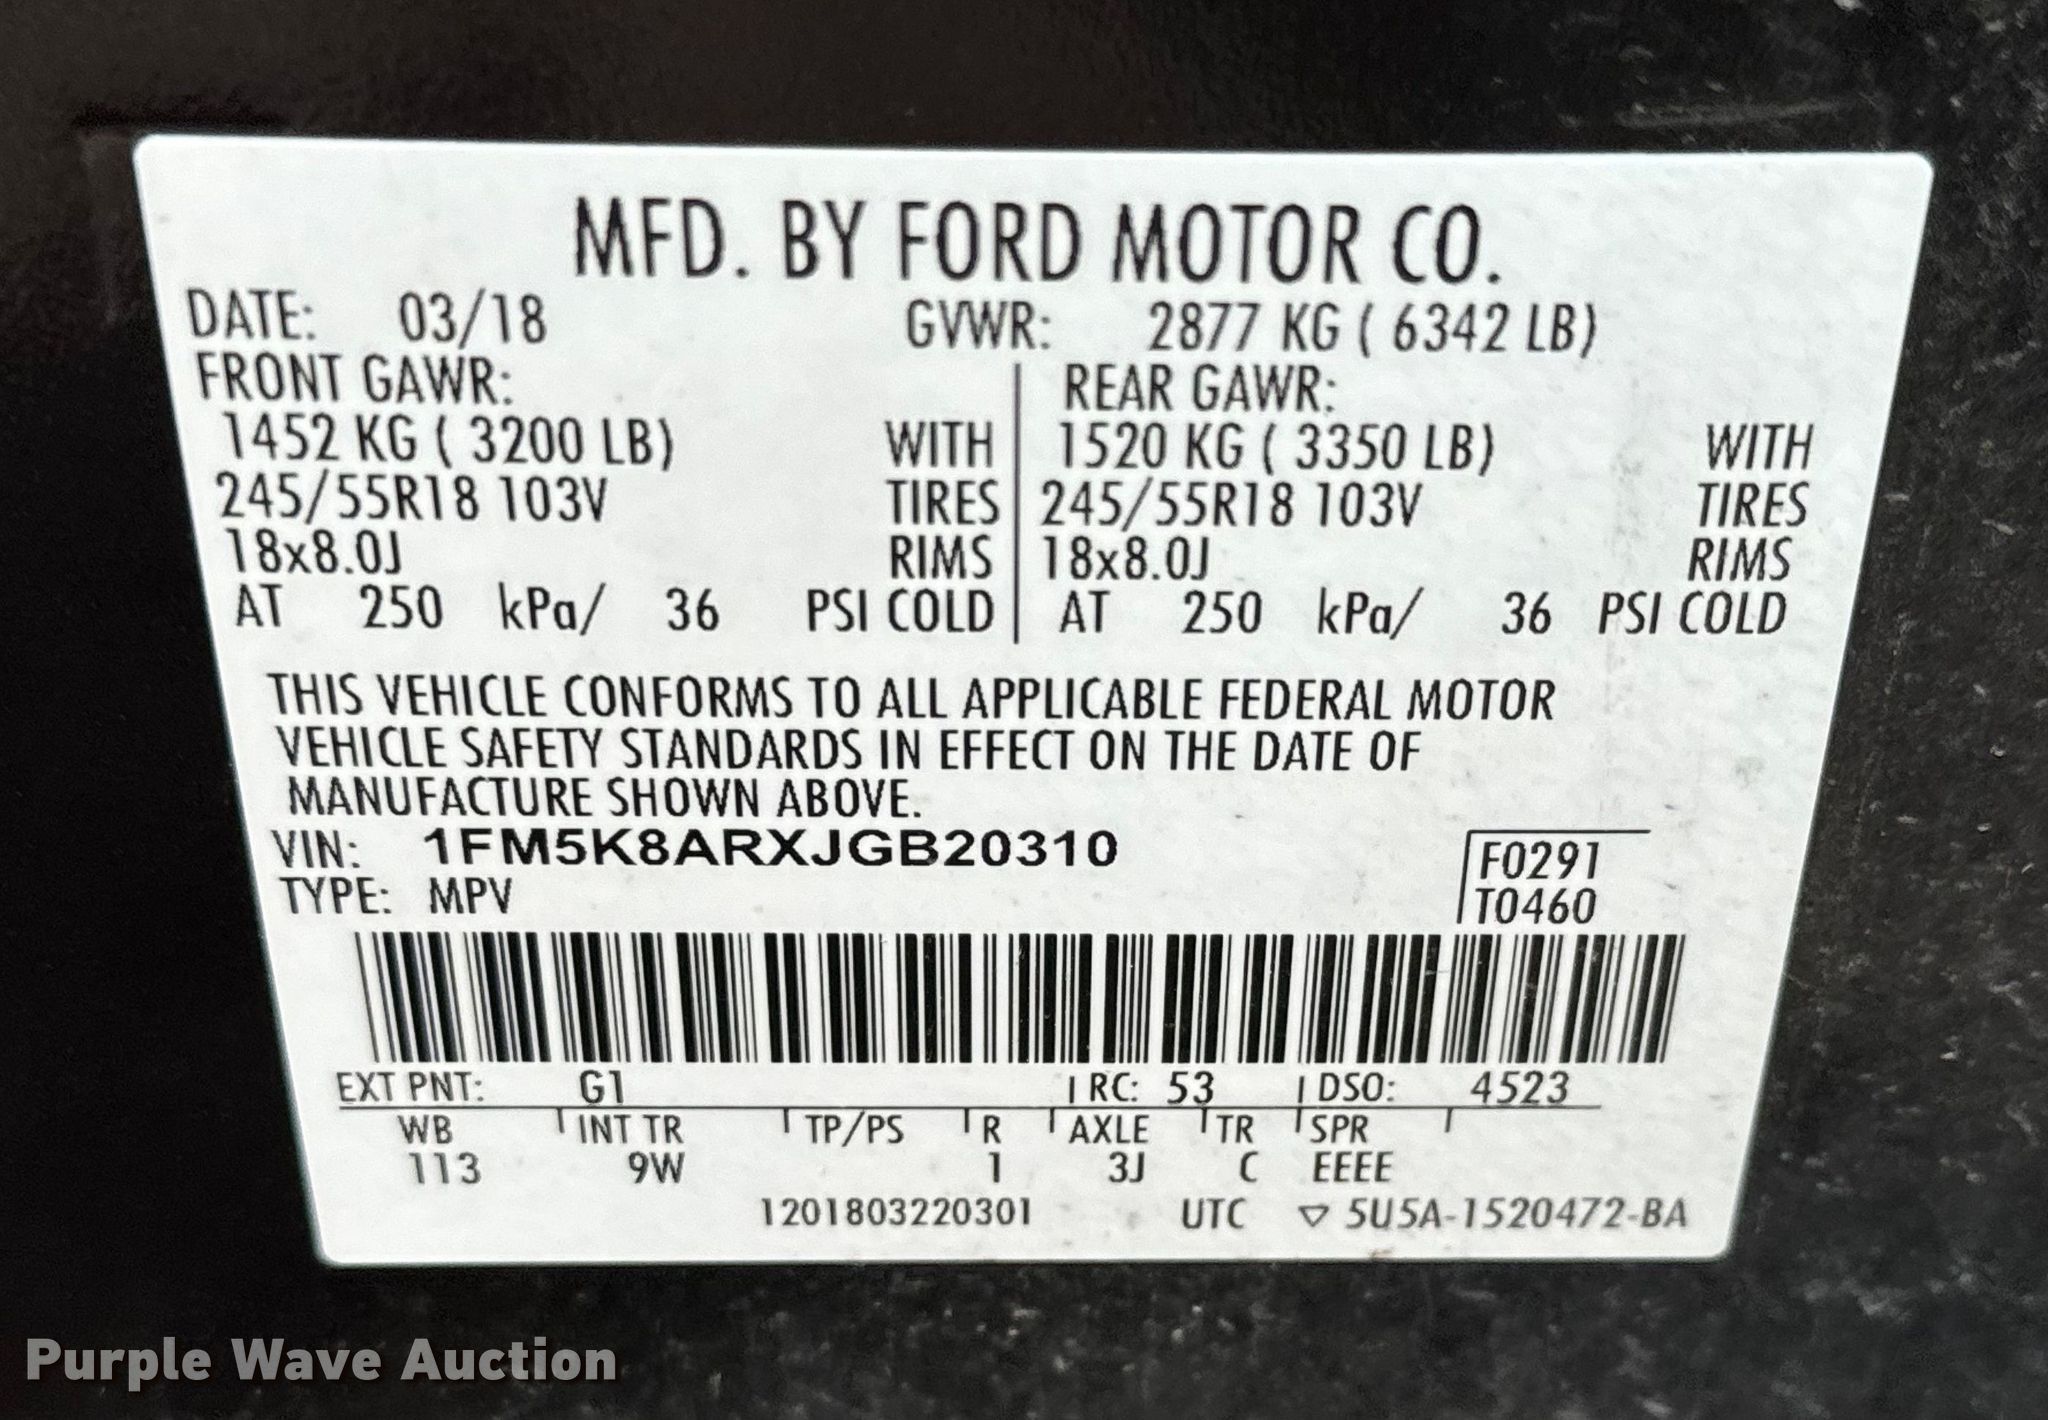 MFD. BY FORD MOTOR CO.
DATE: 03/18 GVWR: 2877 KG ( 6342 LB)
FRONT GAWR: REAR GAWR:
1452 KG ( 3200 LB) WITH 1520 KG ( 3350 LB) WITH
245/55R18 103V TIRES 245/55R18 103V TIRES
18x8.0J RIMS 18x8.0J RIMS
AT 250 kPa/ 36 PSI COLD AT 250 kPa/ 36 PSI COLD
THIS VEHICLE CONFORMS TO ALL APPLICABLE FEDERAL MOTOR
VEHICLE SAFETY STANDARDS IN EFFECT ON THE DATE OF
MANUFACTURE SHOWN ABOVE.
VIN: 1FM5K8ARXJGB20310 F0291
TYPE: MPV T0460
EXT PNT: G1 RC: 53 DSO: 4523
WB INT TR TP/PS R AXLE TR SPR
113 9W 1 3J C EEEE
1201803220301 UTC ▽ 5U5A-1520472-BA
Purple Wave Auction